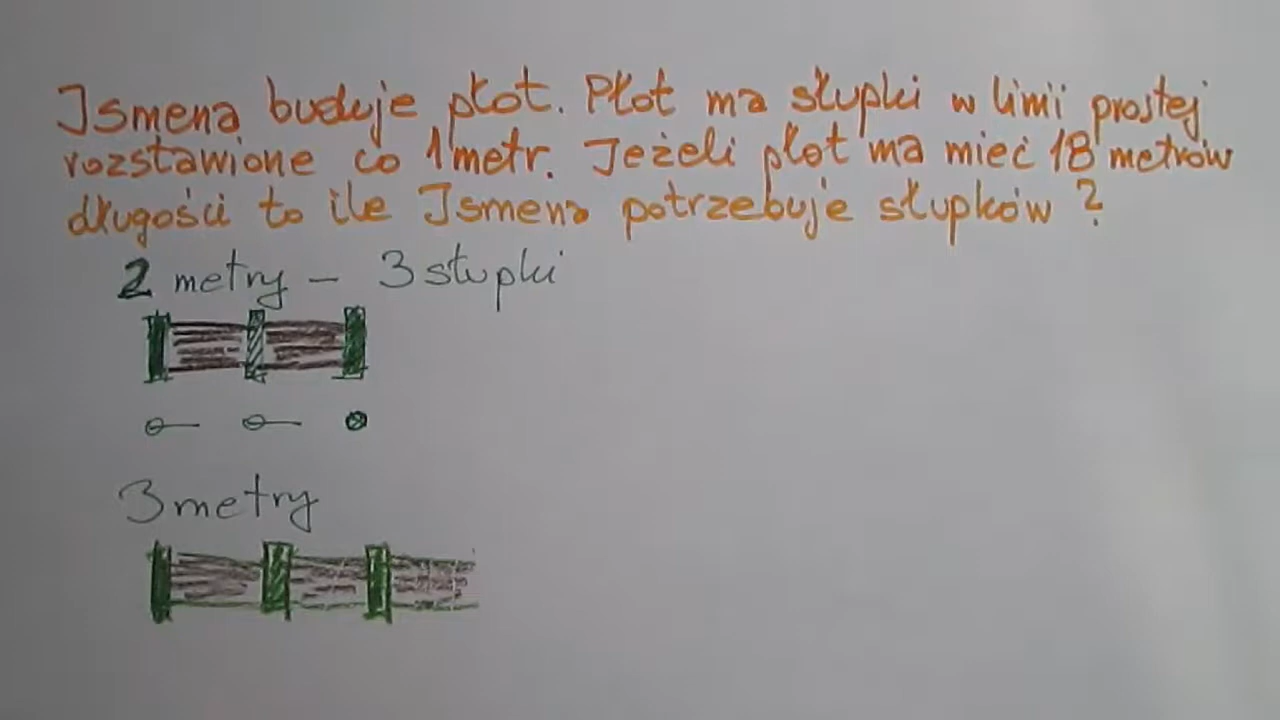 Ismena buduje płot. Płot ma słupki w linii prostej
rozstawione co 1 metr. Jeżeli płot ma mieć 18 metrów
długości to ile Ismena potrzebuje słupków ?
2 metry - 3 słupki
3 metry